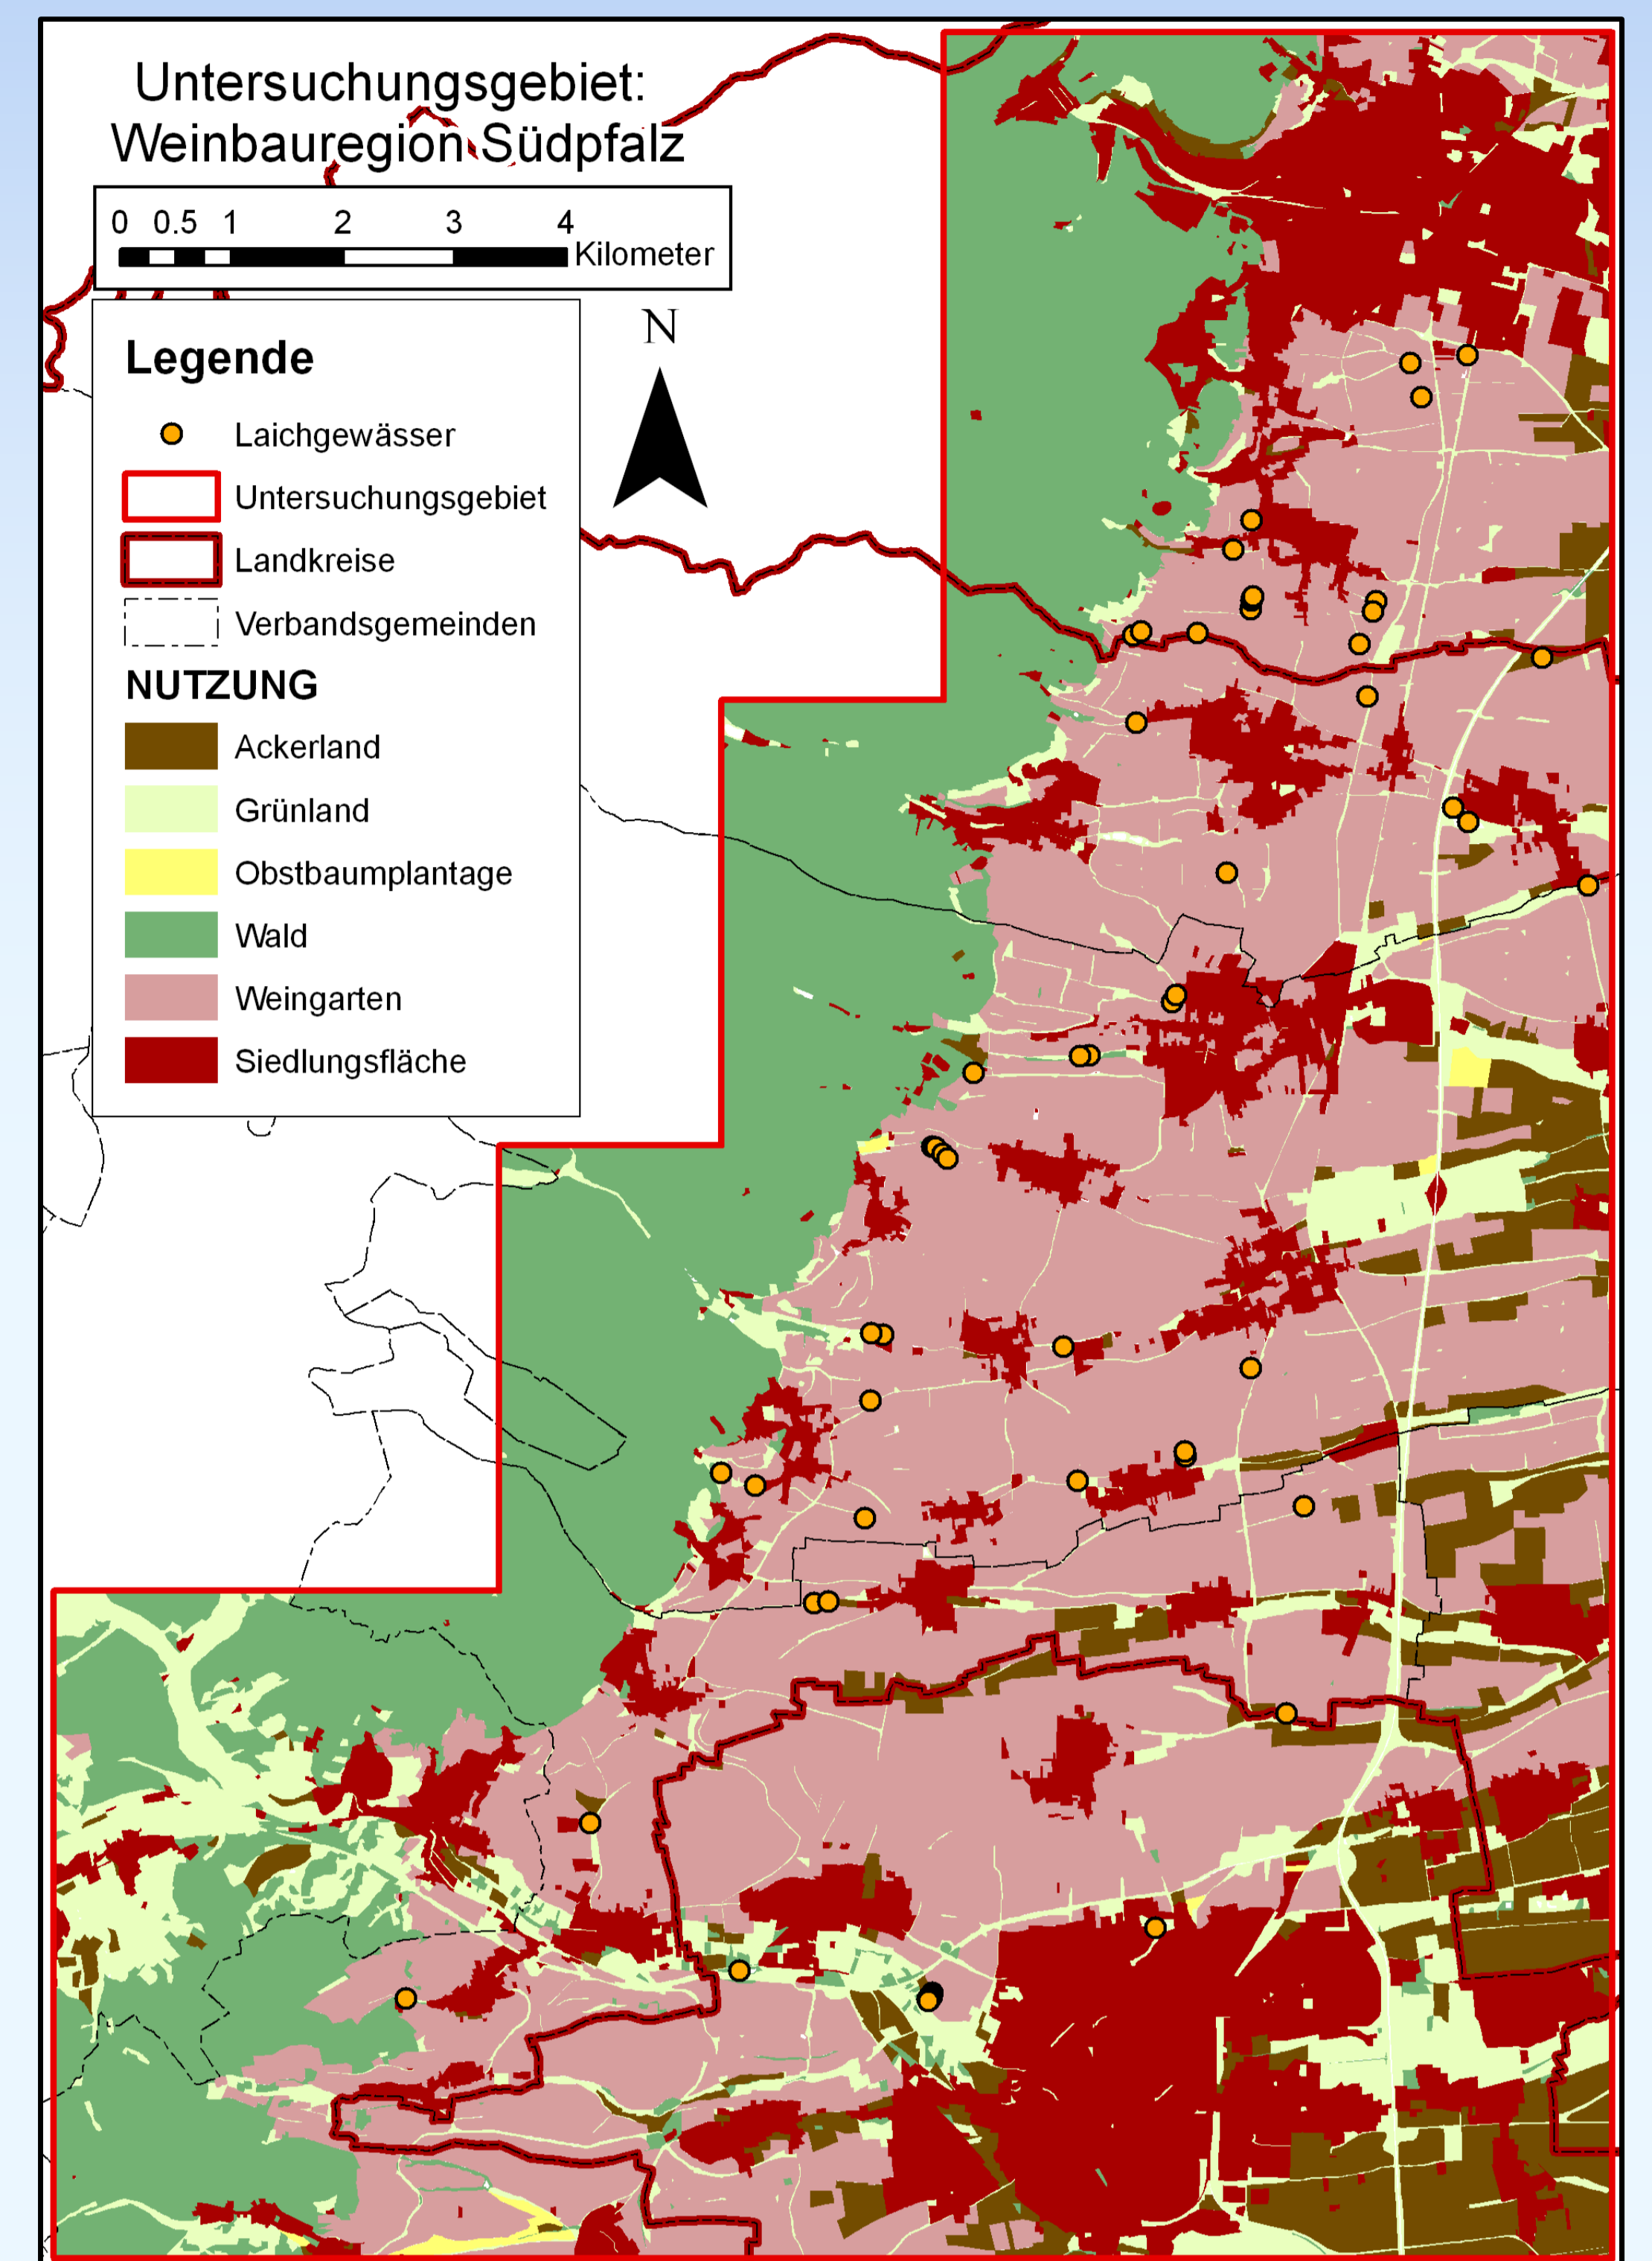 Untersuchungsgebiet:
Weinbauregion Südpfalz
0 0.5 1 2 3 4
Kilometer
N
Legende
Laichgewässer
Untersuchungsgebiet
Landkreise
Verbandsgemeinden
NUTZUNG
Ackerland
Grünland
Obstbaumplantage
Wald
Weingarten
Siedlungsfläche